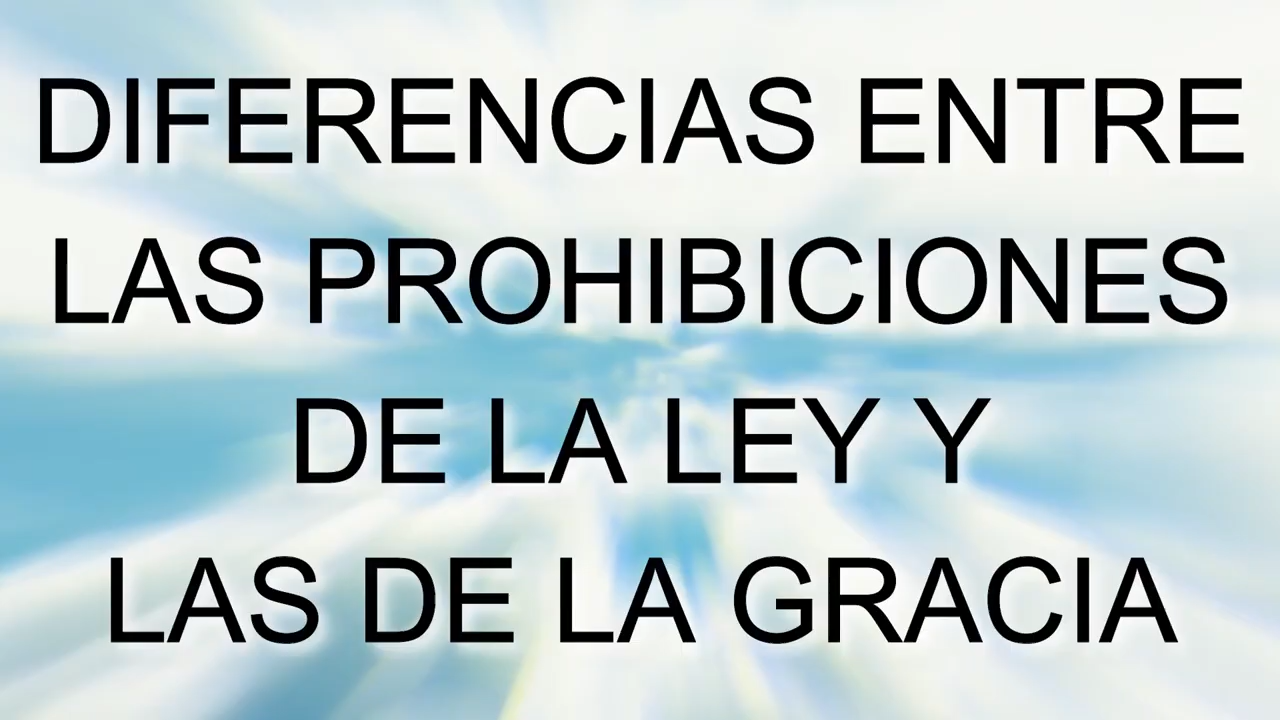 DIFERENCIAS ENTRE
LAS PROHIBICIONES
DE LA LEY Y
LAS DE LA GRACIA